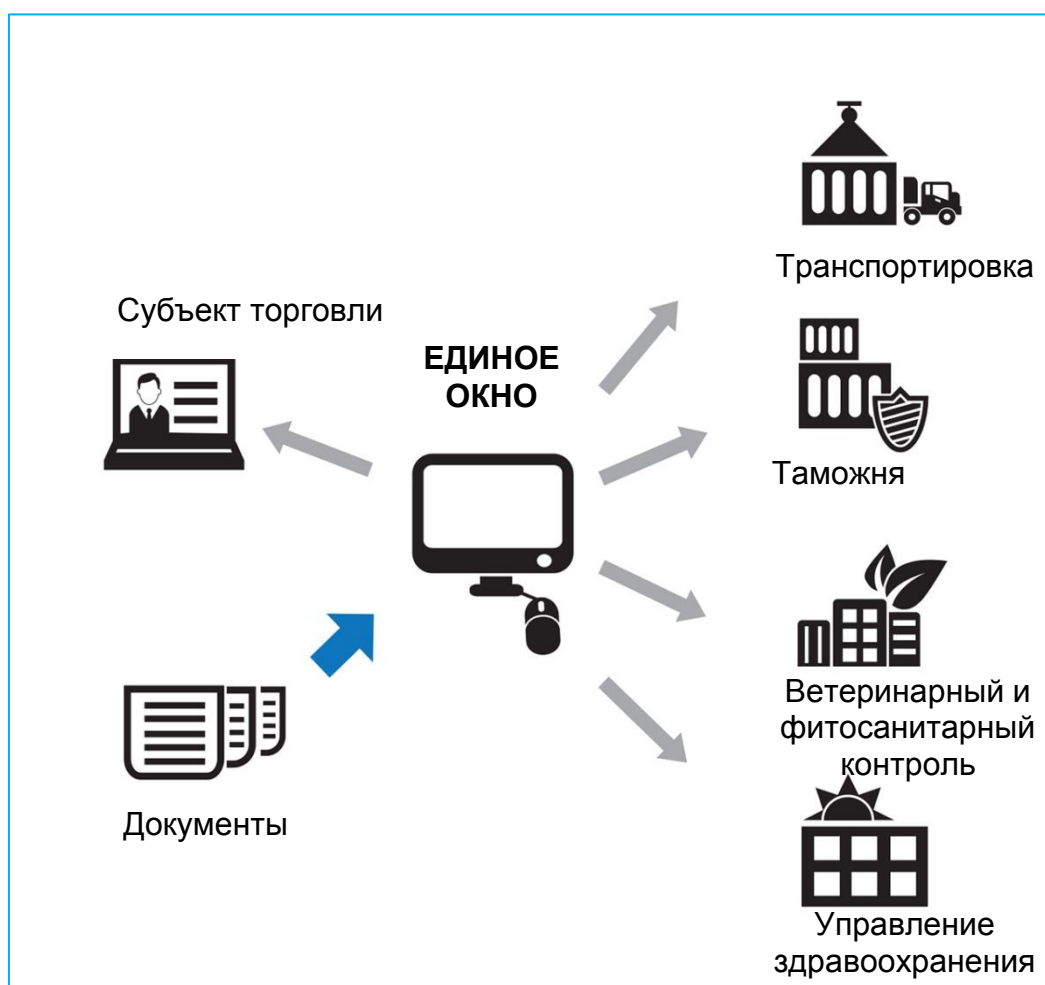 Транспортировка
Субъект торговли
ЕДИНОЕ
ОКНО
Таможня
Ветеринарный и
фитосанитарный
контроль
Документы
Управление
здравоохранения